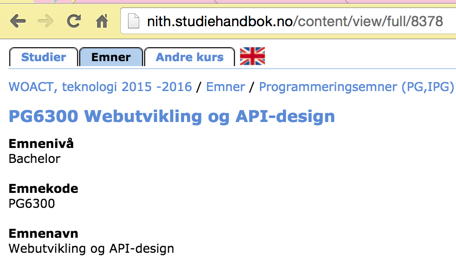 nith.studiehandbok.no/content/view/full/8378
Studier Emner Andre kurs
WOACT, teknologi 2015 -2016 / Emner / Programmeringsemner (PG,IPG)
PG6300 Webutvikling og API-design
Emnenivå
Bachelor
Emnekode
PG6300
Emnenavn
Webutvikling og API-design